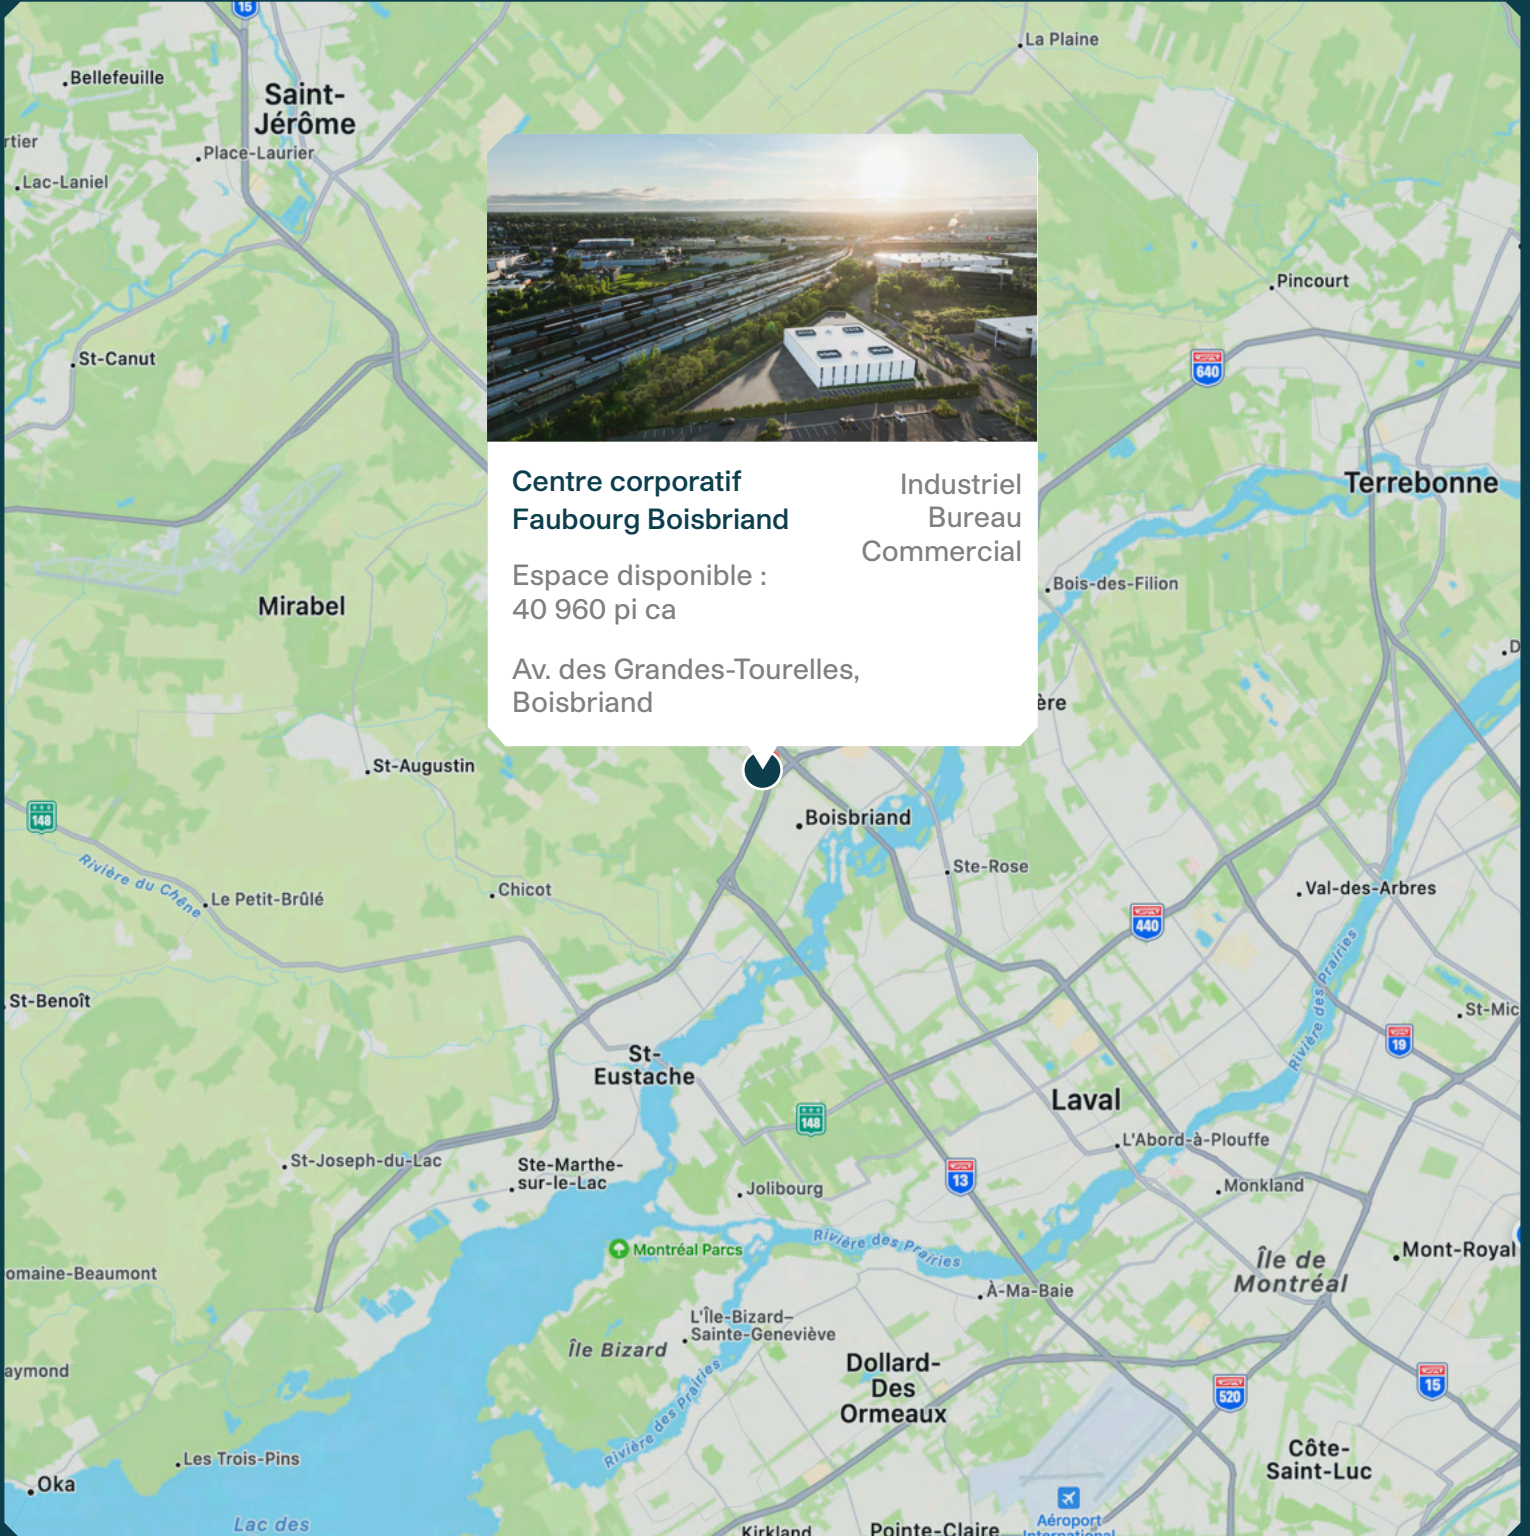 15
La Plaine
Bellefeuille
Saint-
Jérôme
rtier
Place-Laurier
Lac-Laniel
Pincourt
St-Canut
640
Centre corporatif
Faubourg Boisbriand
Industriel
Bureau
Commercial
Espace disponible :
40 960 pi ca
Av. des Grandes-Tourelles,
Boisbriand
Terrebonne
Bois-des-Filion
Mirabel
D
ère
St-Augustin
148
Boisbriand
Rivière du Chêne
Le Petit-Brûlé
Chicot
Ste-Rose
Val-des-Arbres
440
Rivière des Prairies
St-Benoît
St-Mic
19
St-
Eustache
Laval
148
L'Abord-à-Plouffe
St-Joseph-du-Lac
Ste-Marthe-
sur-le-Lac
Jolibourg
13
Monkland
Montréal Parcs
Rivière des Prairies
Île de
Montréal
Mont-Royal
omaine-Beaumont
À-Ma-Baie
L'Île-Bizard–
Sainte-Geneviève
Île Bizard
aymond
Rivière des Prairies
Dollard-
Des
Ormeaux
520
15
Les Trois-Pins
Côte-
Saint-Luc
Oka
Lac des
Kirkland
Pointe-Claire
Aéroport
International